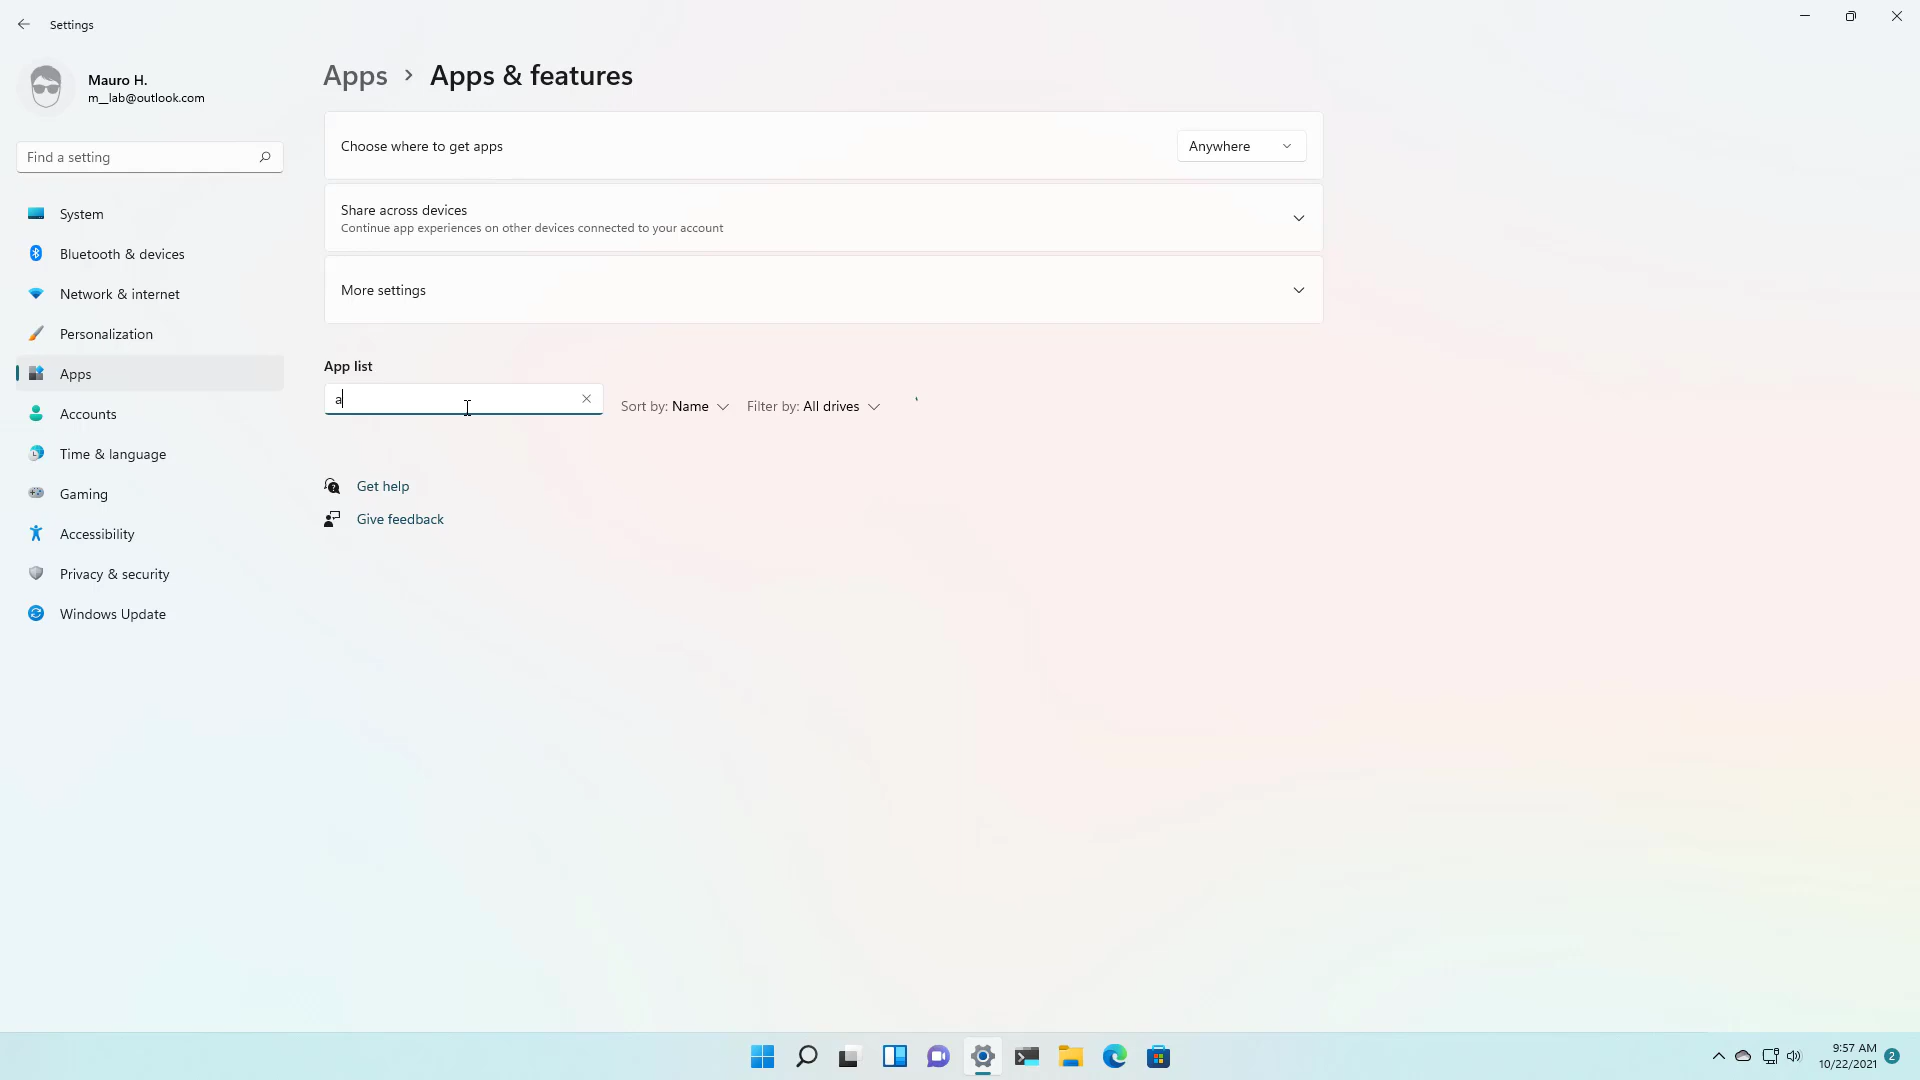 Settings
Mauro H.
m__lab@outlook.com
Find a setting
System
Bluetooth & devices
Network & internet
Personalization
Apps
Accounts
Time & language
Gaming
Accessibility
Privacy & security
Windows Update
Apps > Apps & features
Choose where to get apps
Anywhere
Share across devices
Continue app experiences on other devices connected to your account
More settings
App list
a
Sort by: Name
Filter by: All drives
Get help
Give feedback
9:57 AM
10/22/2021
2